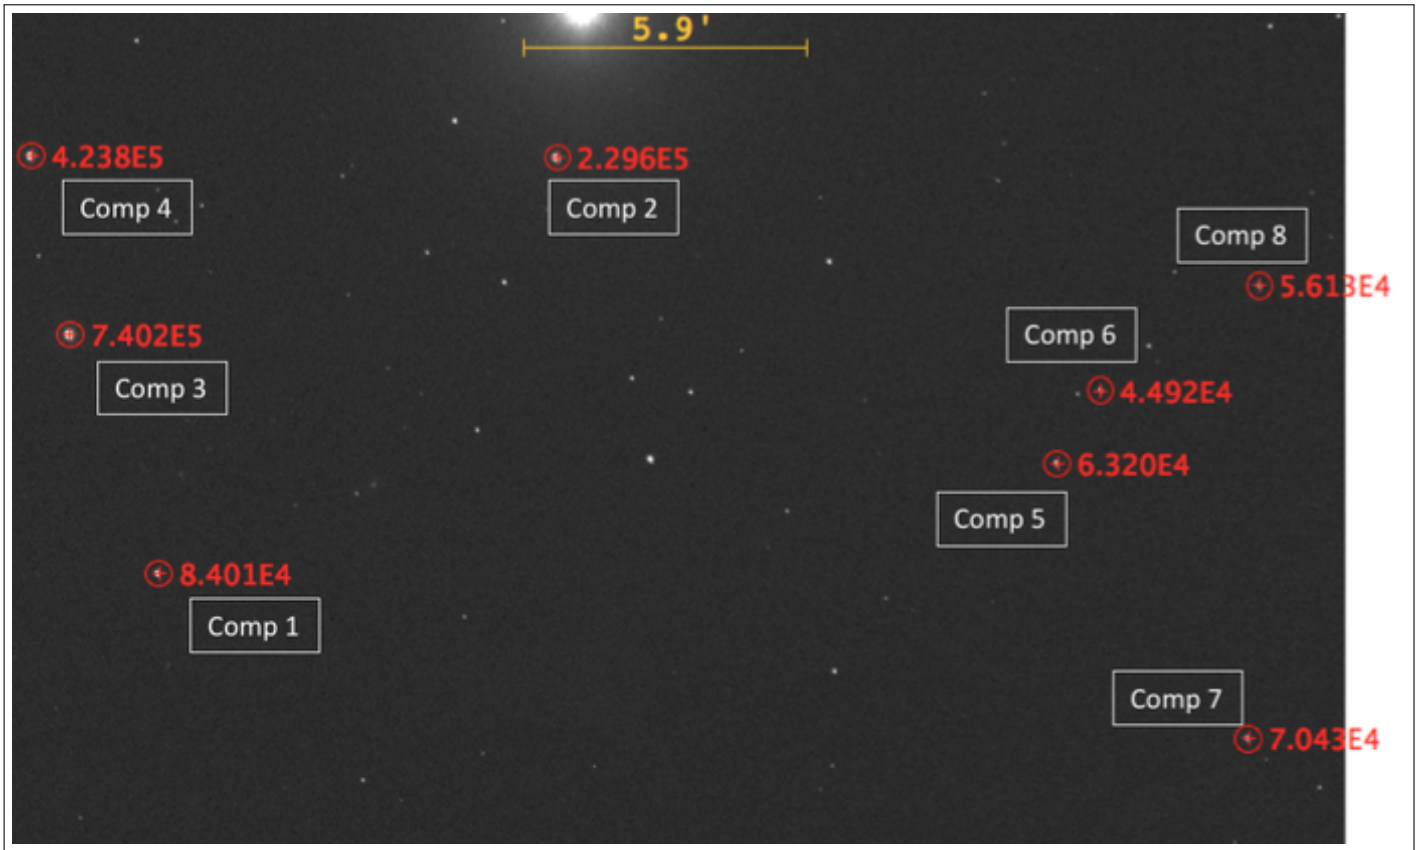 5.9'
4.238E5
2.296E5
Comp 4
Comp 2
Comp 8
5.613E4
7.402E5
Comp 6
Comp 3
4.492E4
6.320E4
Comp 5
8.401E4
Comp 1
Comp 7
7.043E4